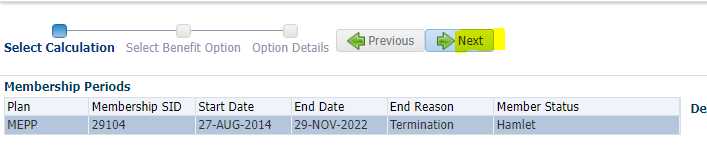 Select Calculation Select Benefit Option Option Details Previous Next
Membership Periods
Plan Membership SID Start Date End Date End Reason Member Status De
MEPP 29104 27-AUG-2014 29-NOV-2022 Termination Hamlet